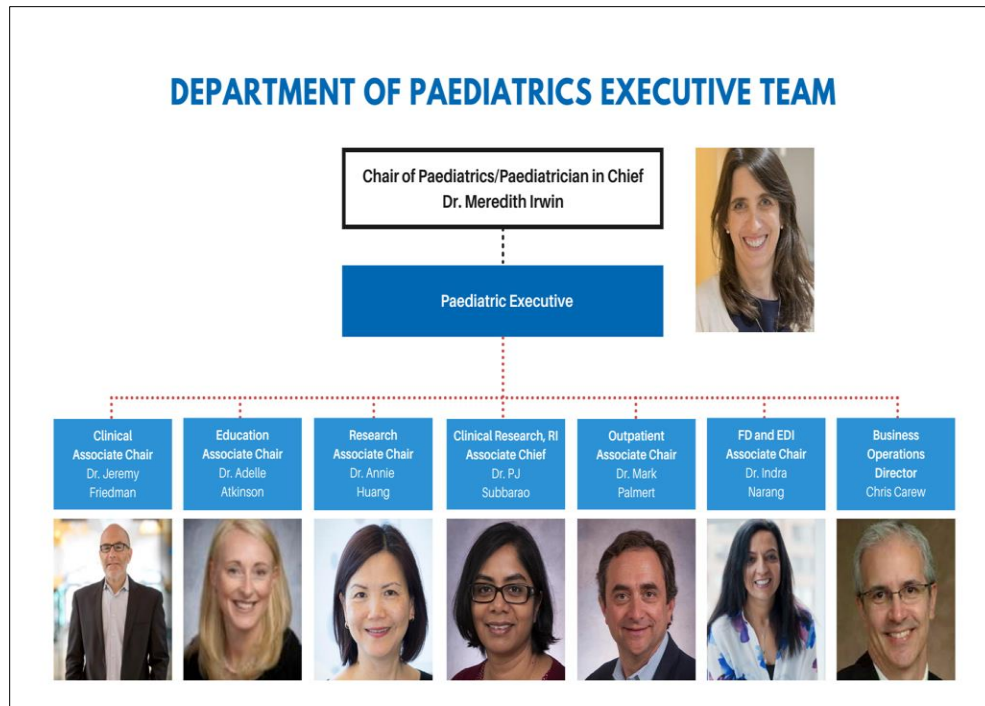 DEPARTMENT OF PAEDIATRICS EXECUTIVE TEAM
Chair of Paediatrics/Paediatrician in Chief
Dr. Meredith Irwin
Paediatric Executive
Clinical
Associate Chair
Dr. Jeremy
Friedman
Education
Associate Chair
Dr. Adelle
Atkinson
Research
Associate Chair
Dr. Annie
Huang
Clinical Research, RI
Associate Chief
Dr. PJ
Subbarao
Outpatient
Associate Chair
Dr. Mark
Palmert
FD and EDI
Associate Chair
Dr. Indra
Narang
Business
Operations
Director
Chris Carew